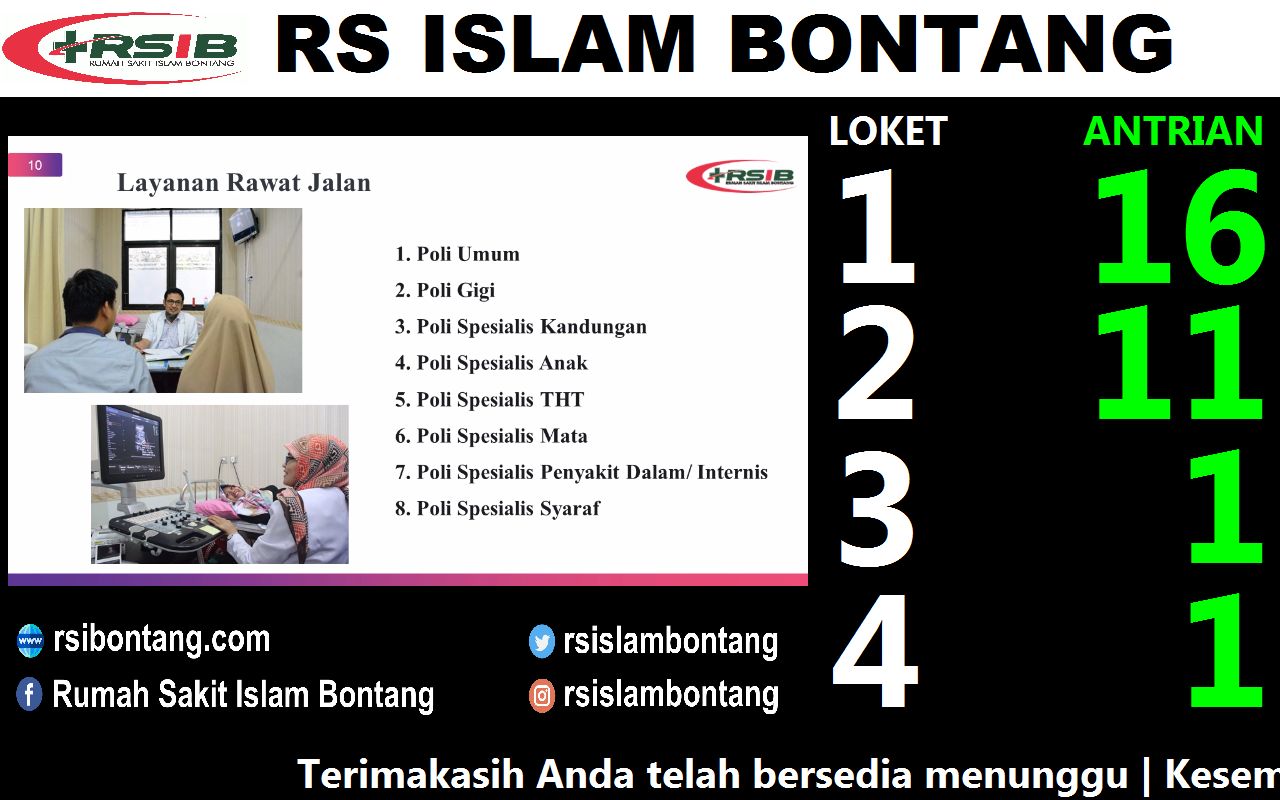 RSIB
RUMAH SAKIT ISLAM BONTANG
RS ISLAM BONTANG
10
Layanan Rawat Jalan
RSIB
RUMAH SAKIT ISLAM BONTANG
1. Poli Umum
2. Poli Gigi
3. Poli Spesialis Kandungan
4. Poli Spesialis Anak
5. Poli Spesialis THT
6. Poli Spesialis Mata
7. Poli Spesialis Penyakit Dalam/ Internis
8. Poli Spesialis Syaraf
LOKET ANTRIAN
1 16
2 11
3 1
4 1
www rsibontang.com
rsislambontang
f Rumah Sakit Islam Bontang
rsislambontang
Terimakasih Anda telah bersedia menunggu | Kesem